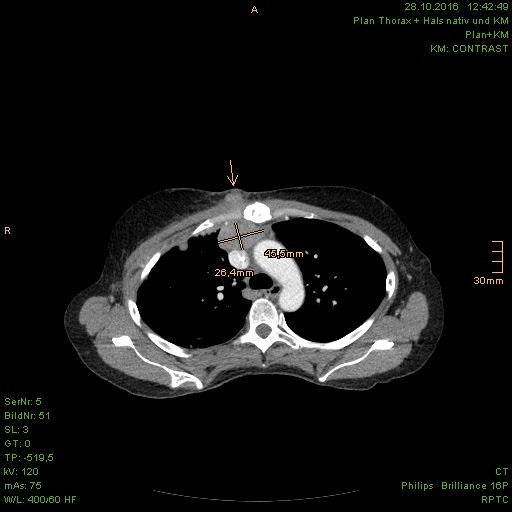 A
28.10.2016 12:42:49
Plan Thorax + Hals nativ und KM
Plan+KM
KM: CONTRAST
R
45,5mm
26,4mm
30mm
SerNr: 5
BildNr: 51
SL: 3
GT: 0
TP: -519,5
kV: 120
mAs: 75
W/L: 400/60 HF
CT
Philips Brilliance 16P
RPTC